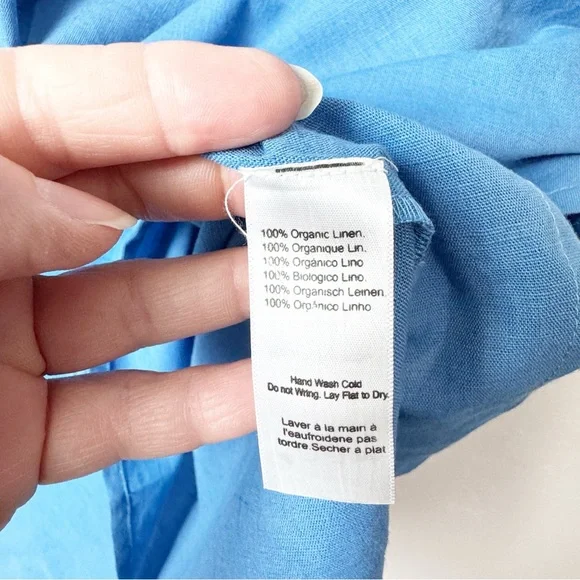 100% Organic Linen.
100% Organique Lin.
100% Orgánico Lino
100% Biologico Lino.
100% Organisch Leinen.
100% Orgânico Linho
Hand Wash Cold
Do not Wring. Lay Flat to Dry.
Laver à la main à
l'eaufroidene pas
tordre.Sécher a plat